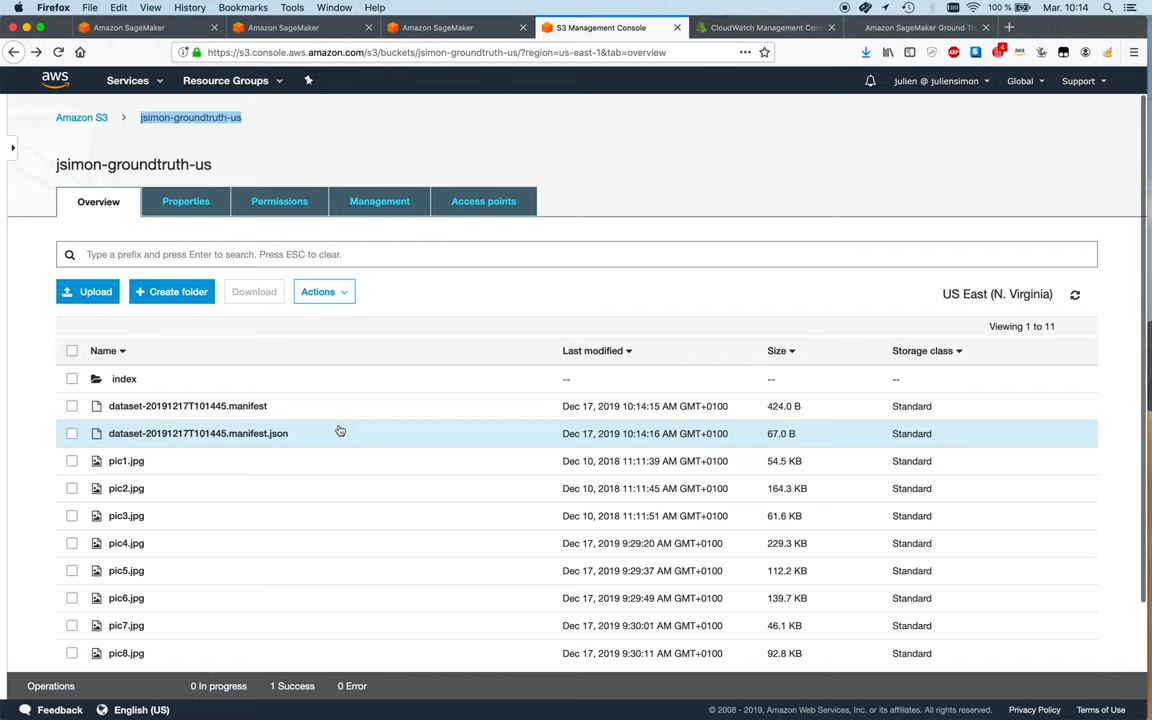 Firefox File Edit View History Bookmarks Tools Window Help 100 % Mar. 10:14
Amazon SageMaker Amazon SageMaker Amazon SageMaker S3 Management Console CloudWatch Management Con Amazon SageMaker Ground Tr
https://s3.console.aws.amazon.com/s3/buckets/jsimon-groundtruth-us/?region=us-east-1&tab=overview
aws Services Resource Groups julien @ juliensimon Global Support
Amazon S3 jsimon-groundtruth-us
jsimon-groundtruth-us
Overview Properties Permissions Management Access points
Type a prefix and press Enter to search. Press ESC to clear.
Upload + Create folder Download Actions US East (N. Virginia)
Viewing 1 to 11
Name Last modified Size Storage class
index -- -- --
dataset-20191217T101445.manifest Dec 17, 2019 10:14:15 AM GMT+0100 424.0 B Standard
dataset-20191217T101445.manifest.json Dec 17, 2019 10:14:16 AM GMT+0100 67.0 B Standard
pic1.jpg Dec 10, 2018 11:11:39 AM GMT+0100 54.5 KB Standard
pic2.jpg Dec 10, 2018 11:11:45 AM GMT+0100 164.3 KB Standard
pic3.jpg Dec 10, 2018 11:11:51 AM GMT+0100 61.6 KB Standard
pic4.jpg Dec 17, 2019 9:29:20 AM GMT+0100 229.3 KB Standard
pic5.jpg Dec 17, 2019 9:29:37 AM GMT+0100 112.2 KB Standard
pic6.jpg Dec 17, 2019 9:29:49 AM GMT+0100 139.7 KB Standard
pic7.jpg Dec 17, 2019 9:30:01 AM GMT+0100 46.1 KB Standard
pic8.jpg Dec 17, 2019 9:30:11 AM GMT+0100 92.8 KB Standard
Operations 0 In progress 1 Success 0 Error
Feedback English (US) © 2008 - 2019, Amazon Web Services, Inc. or its affiliates. All rights reserved. Privacy Policy Terms of Use